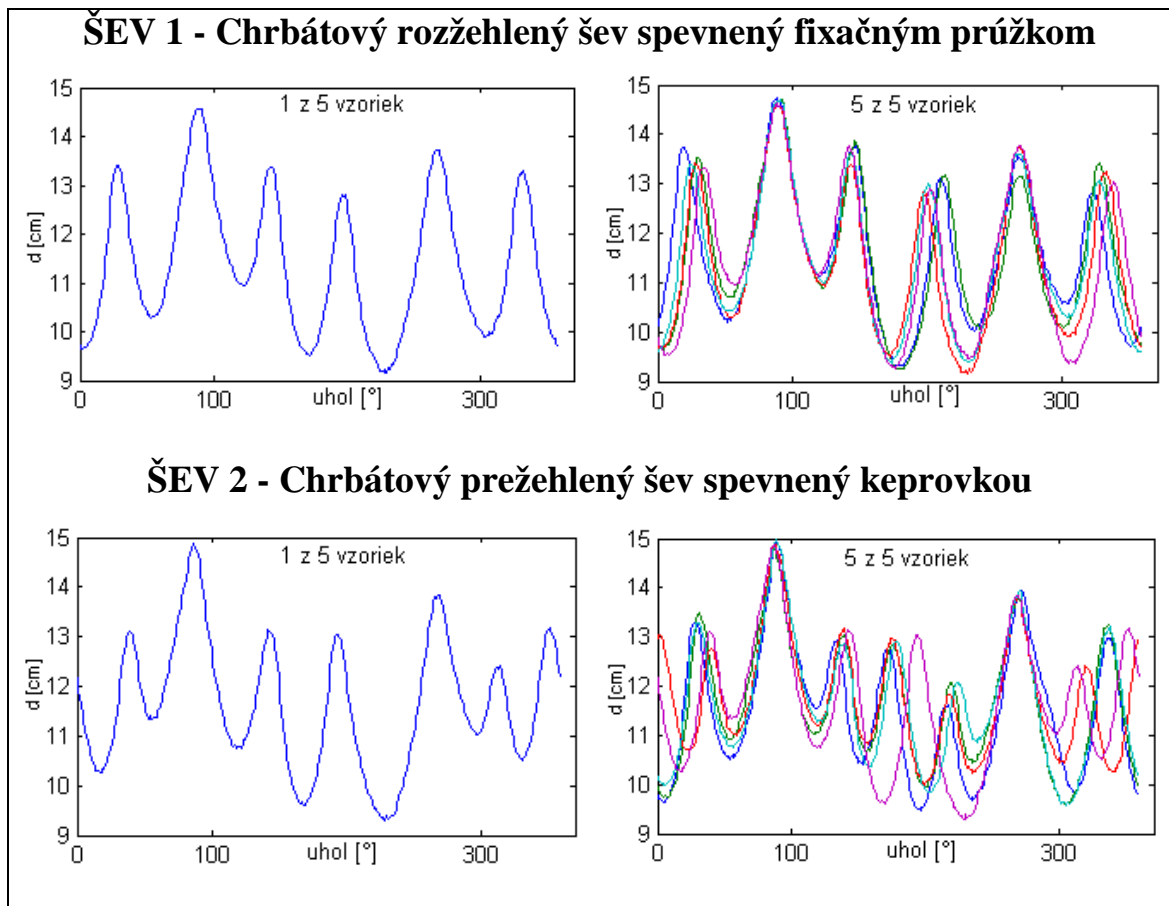 ŠEV 1 - Chrbátový rozžehlený šev spevnený fixačným prúžkom
1 z 5 vzoriek
15
14
13
12
11
10
9
d [cm]
0
100
300
uhol [°]
5 z 5 vzoriek
15
14
13
12
11
10
9
d [cm]
0
100
300
uhol [°]
ŠEV 2 - Chrbátový prežehlený šev spevnený keprovkou
1 z 5 vzoriek
15
14
13
12
11
10
9
d [cm]
0
100
300
uhol [°]
5 z 5 vzoriek
15
14
13
12
11
10
9
d [cm]
0
100
300
uhol [°]